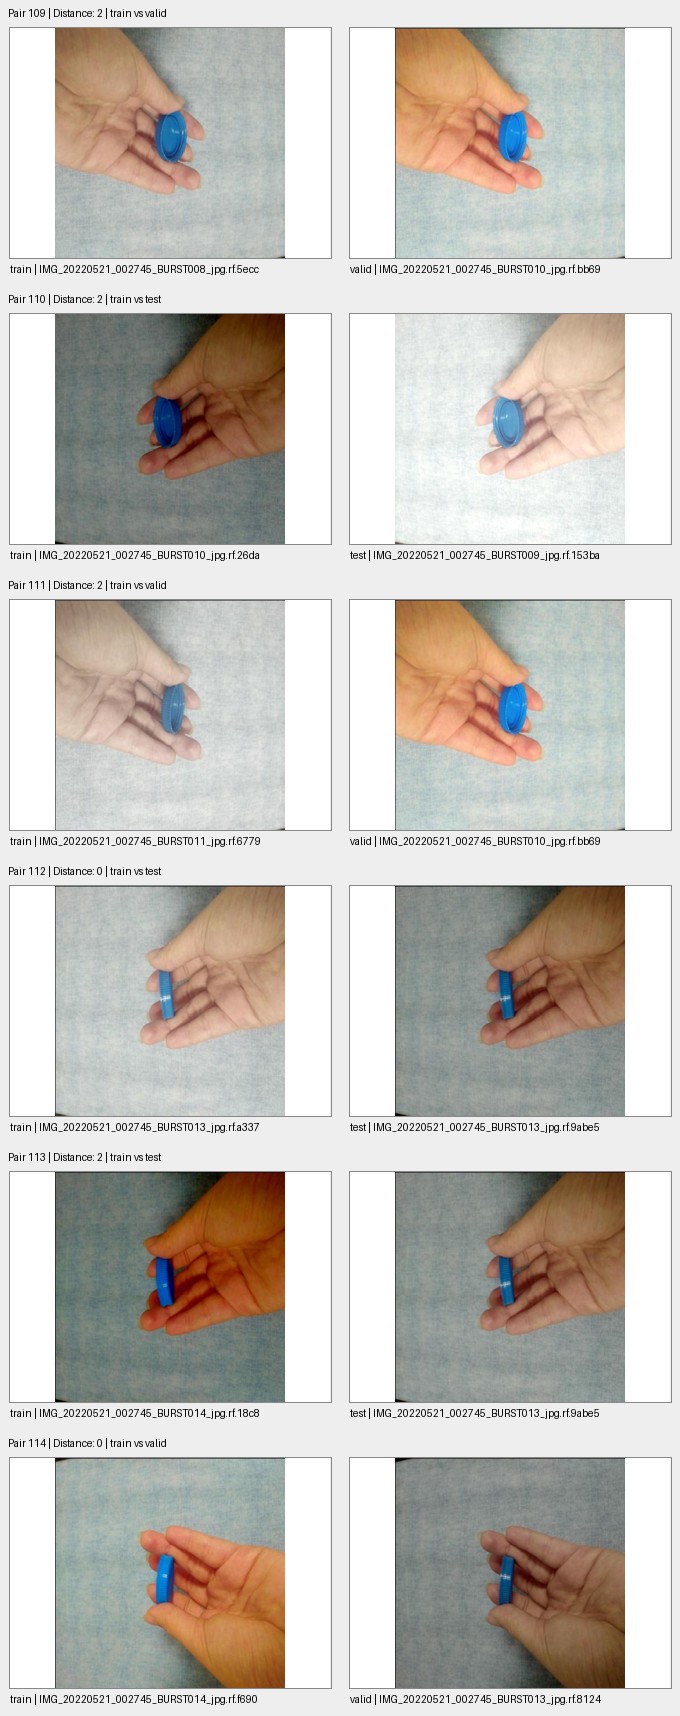 Pair 109 | Distance: 2 | train vs valid
train | IMG_20220521_002745_BURST008_jpg.rf.5ecc
valid | IMG_20220521_002745_BURST010_jpg.rf.bb69
Pair 110 | Distance: 2 | train vs test
train | IMG_20220521_002745_BURST010_jpg.rf.26da
test | IMG_20220521_002745_BURST009_jpg.rf.153ba
Pair 111 | Distance: 2 | train vs valid
train | IMG_20220521_002745_BURST011_jpg.rf.6779
valid | IMG_20220521_002745_BURST010_jpg.rf.bb69
Pair 112 | Distance: 0 | train vs test
train | IMG_20220521_002745_BURST013_jpg.rf.a337
test | IMG_20220521_002745_BURST013_jpg.rf.9abe5
Pair 113 | Distance: 2 | train vs test
train | IMG_20220521_002745_BURST014_jpg.rf.18c8
test | IMG_20220521_002745_BURST013_jpg.rf.9abe5
Pair 114 | Distance: 0 | train vs valid
train | IMG_20220521_002745_BURST014_jpg.rf.f690
valid | IMG_20220521_002745_BURST013_jpg.rf.8124